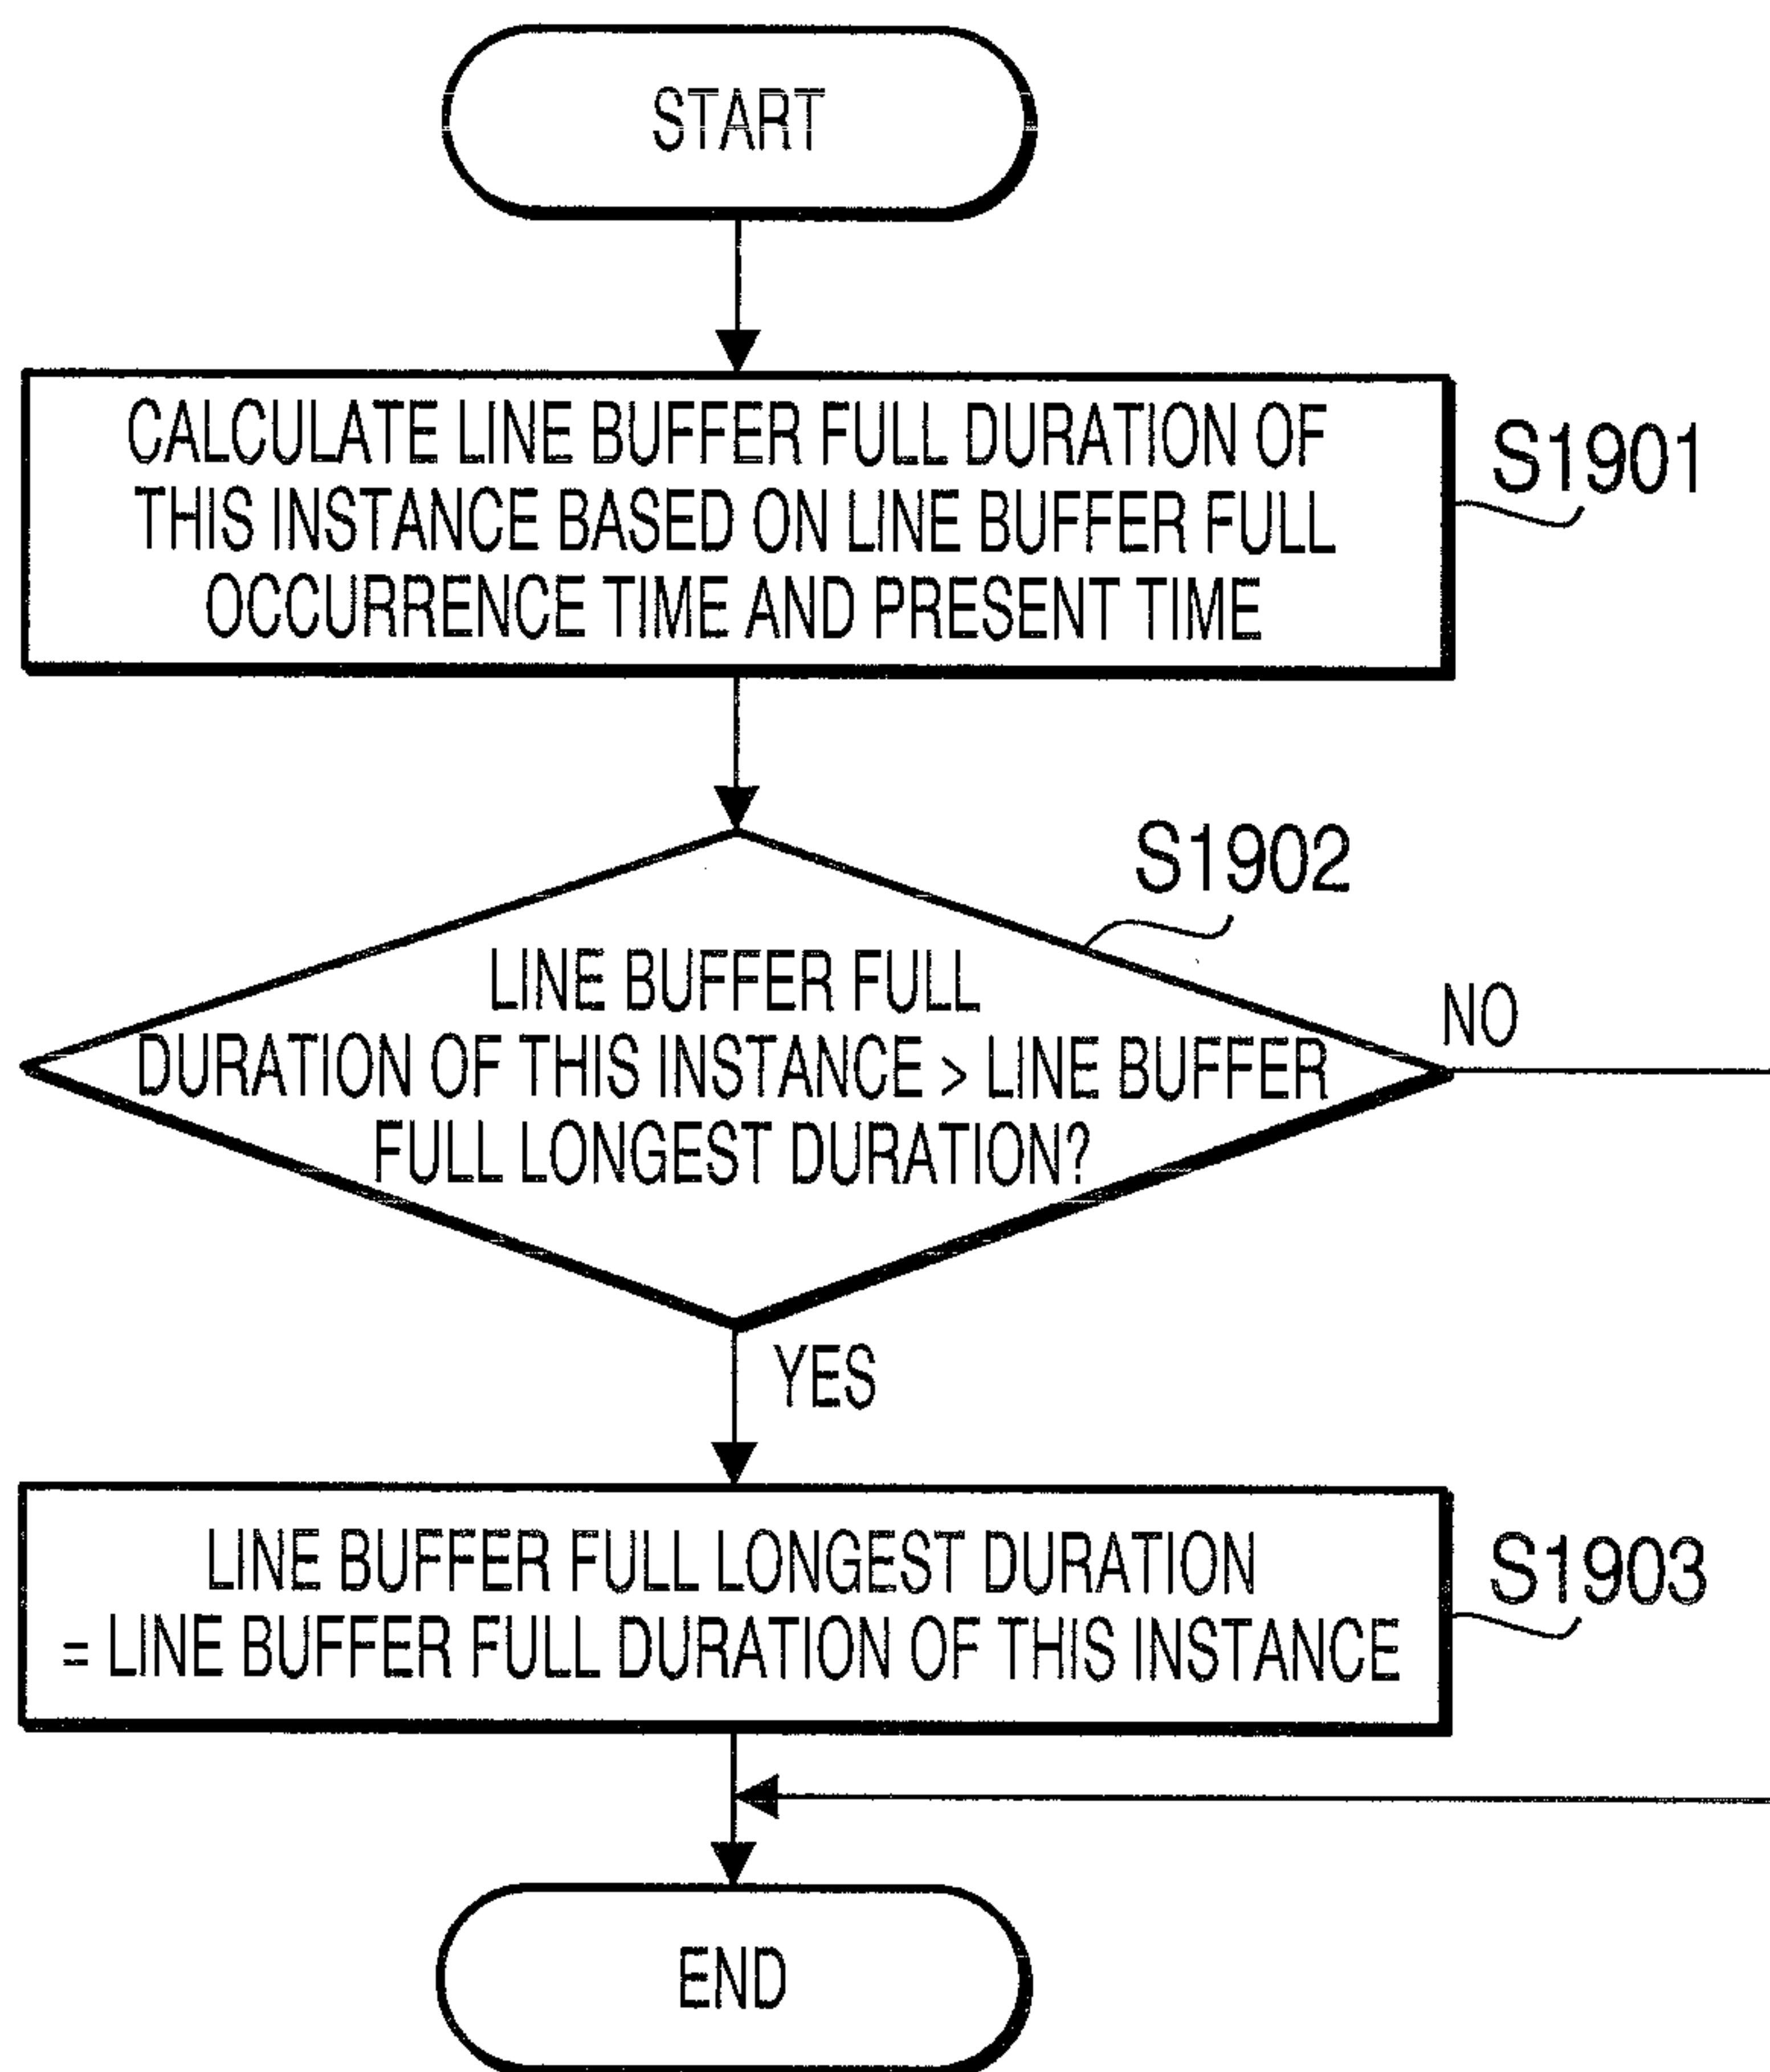 START
CALCULATE LINE BUFFER FULL DURATION OF
THIS INSTANCE BASED ON LINE BUFFER FULL
OCCURRENCE TIME AND PRESENT TIME
S1901
S1902
LINE BUFFER FULL
DURATION OF THIS INSTANCE > LINE BUFFER
FULL LONGEST DURATION?
NO
YES
LINE BUFFER FULL LONGEST DURATION
= LINE BUFFER FULL DURATION OF THIS INSTANCE
S1903
END